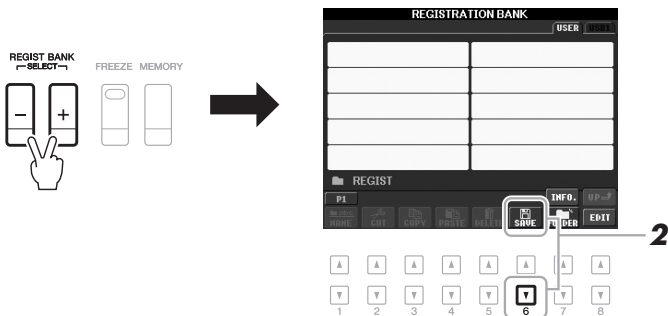 REGIST BANK
SELECT
FREEZE MEMORY
- +
REGISTRATION BANK
USER USB1
REGIST
P1 INFO. UP
NAME CUT COPY PASTE DELETE SAVE FOLDER EDIT
2
1 2 3 4 5 6 7 8